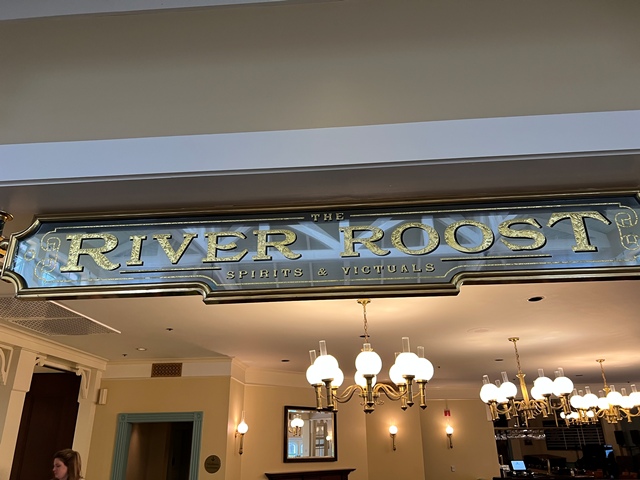 THE
RIVER ROOST
SPIRITS & VICTUALS